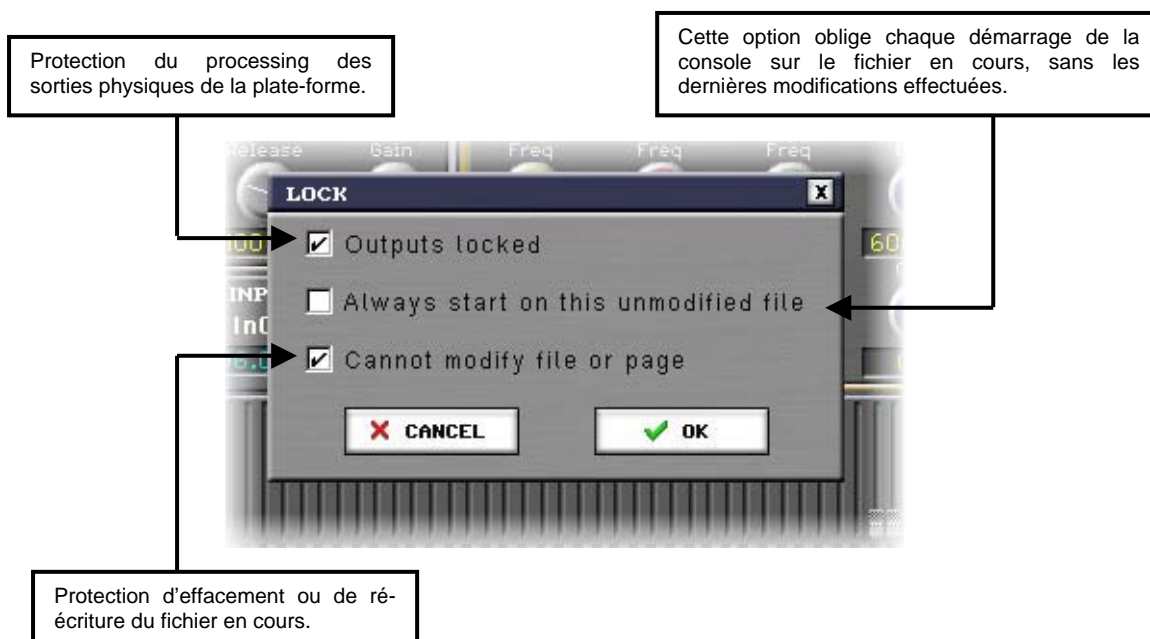 Protection du processing des
sorties physiques de la plate-forme.
Cette option oblige chaque démarrage de la
console sur le fichier en cours, sans les
dernières modifications effectuées.
Release Gain Freq Freq Freq
LOCK
Outputs locked
Always start on this unmodified file
Cannot modify file or page
CANCEL OK
Protection d’effacement ou de ré-
écriture du fichier en cours.